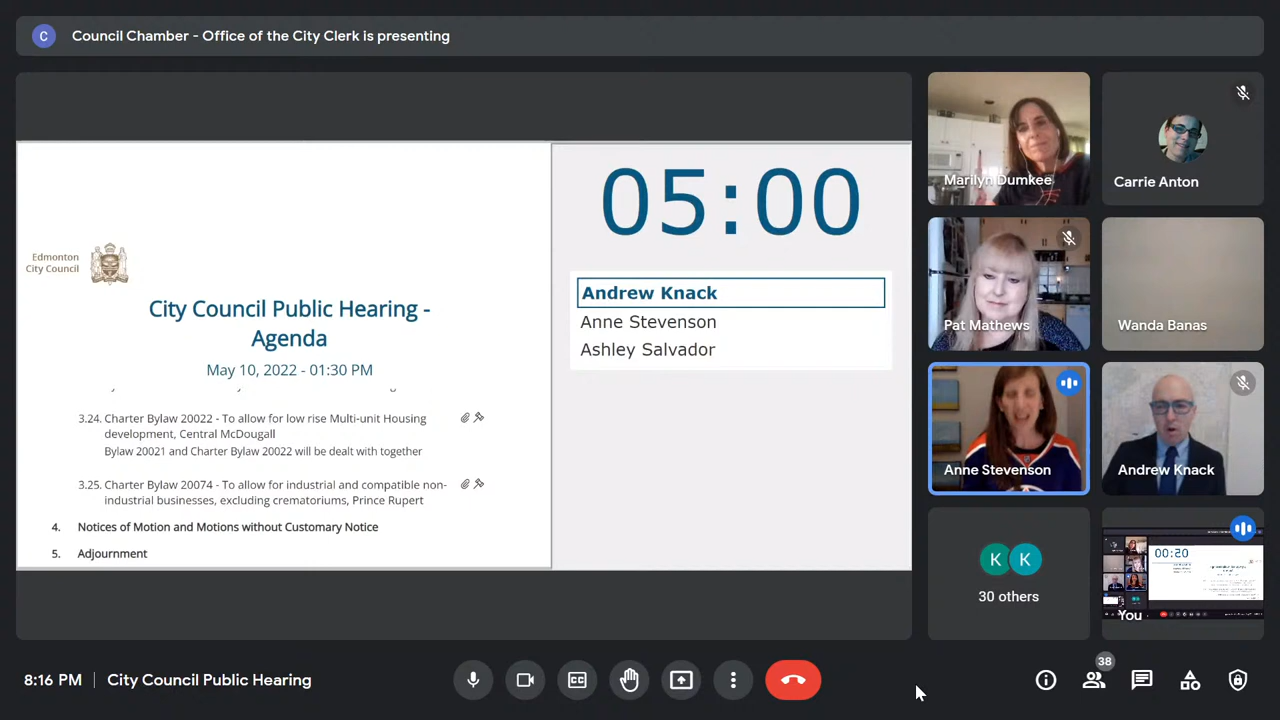 C
Council Chamber - Office of the City Clerk is presenting
Edmonton
City Council
City Council Public Hearing -
Agenda
May 10, 2022 - 01:30 PM
3.24. Charter Bylaw 20022 - To allow for low rise Multi-unit Housing
development, Central McDougall
Bylaw 20021 and Charter Bylaw 20022 will be dealt with together
3.25. Charter Bylaw 20074 - To allow for industrial and compatible non-
industrial businesses, excluding crematoriums, Prince Rupert
4. Notices of Motion and Motions without Customary Notice
5. Adjournment
05:00
Andrew Knack
Anne Stevenson
Ashley Salvador
Marilyn Dumkee
Carrie Anton
Pat Mathews
Wanda Banas
Anne Stevenson
Andrew Knack
K K
30 others
00:50
You
8:16 PM | City Council Public Hearing
CC
38